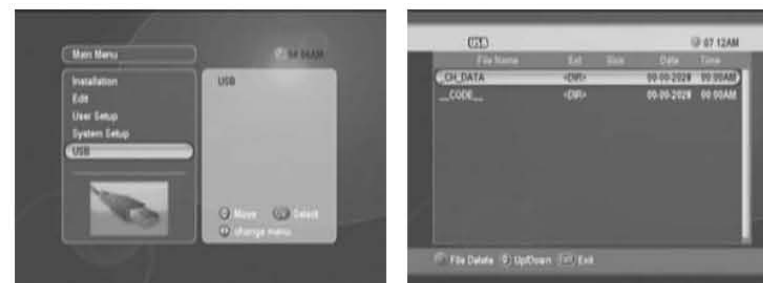 Main Menu
Installation
Edit
User Setup
System Setup
USB
USB
Move OK Select
change menu
USB 07:12AM
File Name Ext Size Date Time
CH_DATA <DIR> 00-00-2028 00:00AM
__CODE__ <DIR> 00-00-2028 00:00AM
File Delete Up/Down Exit